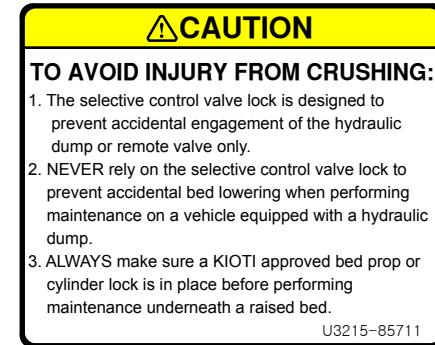 CAUTION
TO AVOID INJURY FROM CRUSHING:
1. The selective control valve lock is designed to
prevent accidental engagement of the hydraulic
dump or remote valve only.
2. NEVER rely on the selective control valve lock to
prevent accidental bed lowering when performing
maintenance on a vehicle equipped with a hydraulic
dump.
3. ALWAYS make sure a KIOTI approved bed prop or
cylinder lock is in place before performing
maintenance underneath a raised bed.
U3215-85711